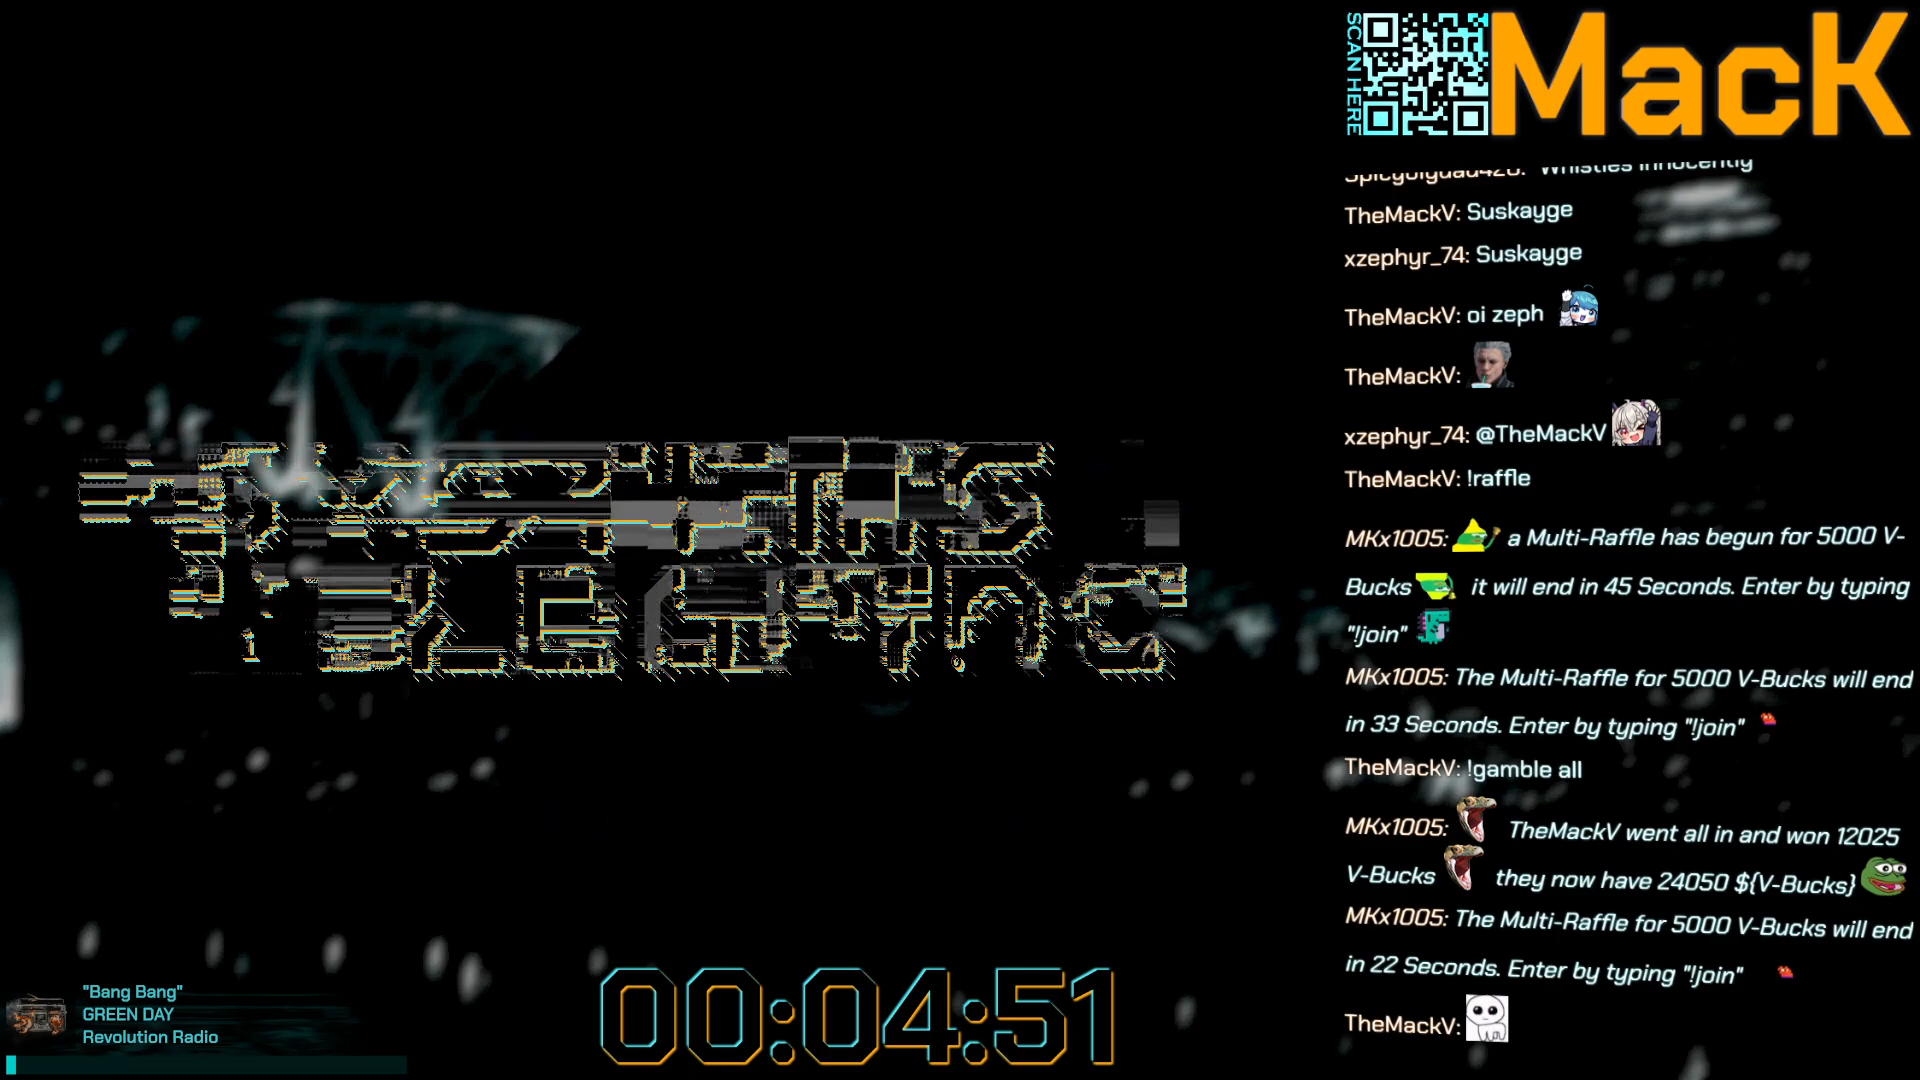 SCAN HERE
MacK
Whistles innocently
TheMackV: Suskayge
xzephyr_74: Suskayge
TheMackV: oi zeph
TheMackV:
xzephyr_74: @TheMackV
TheMackV: !raffle
MKx1005: a Multi-Raffle has begun for 5000 V-
Bucks it will end in 45 Seconds. Enter by typing
"!join"
MKx1005: The Multi-Raffle for 5000 V-Bucks will end
in 33 Seconds. Enter by typing "!join"
TheMackV: !gamble all
MKx1005: TheMackV went all in and won 12025
V-Bucks they now have 24050 ${V-Bucks}
MKx1005: The Multi-Raffle for 5000 V-Bucks will end
in 22 Seconds. Enter by typing "!join"
TheMackV:
"Bang Bang"
GREEN DAY
Revolution Radio
00:04:51